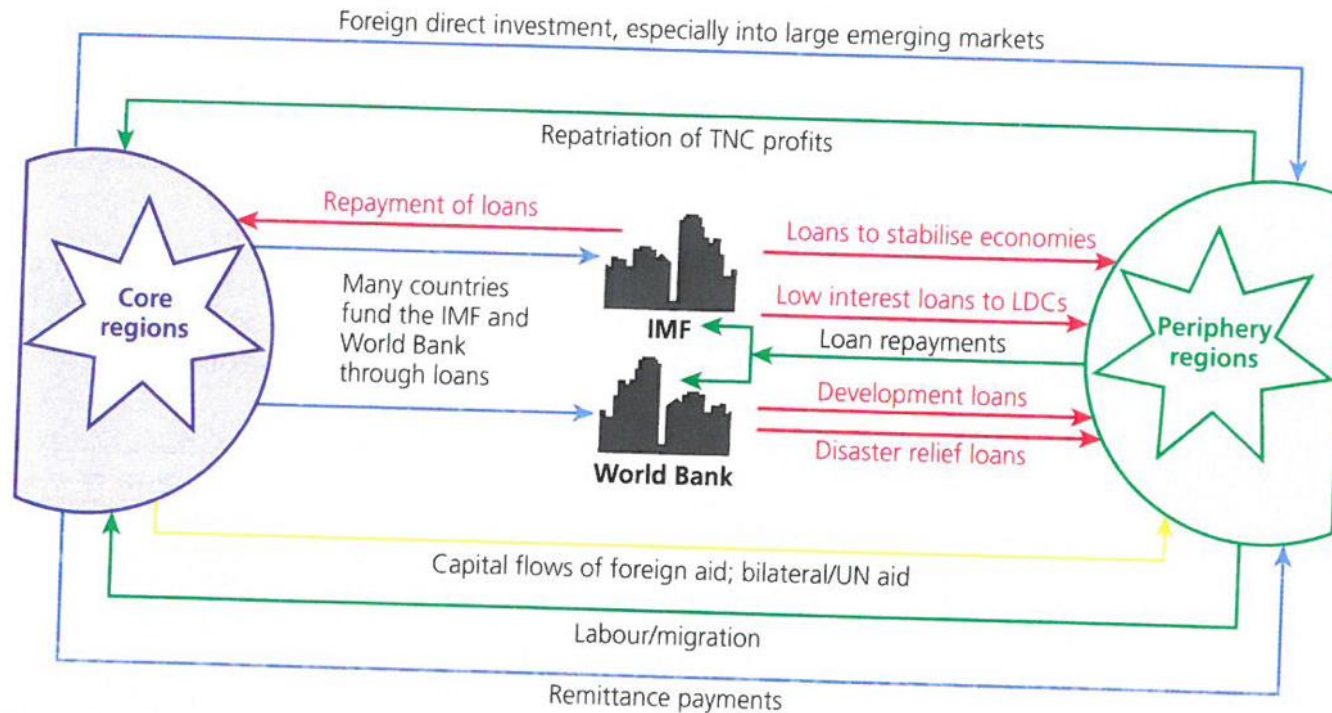 Foreign direct investment, especially into large emerging markets
Repatriation of TNC profits
Repayment of loans
Loans to stabilise economies
Core
regions
Many countries
fund the IMF and
World Bank
through loans
IMF
Low interest loans to LDCs
Loan repayments
Periphery
regions
Development loans
World Bank
Disaster relief loans
Capital flows of foreign aid; bilateral/UN aid
Labour/migration
Remittance payments